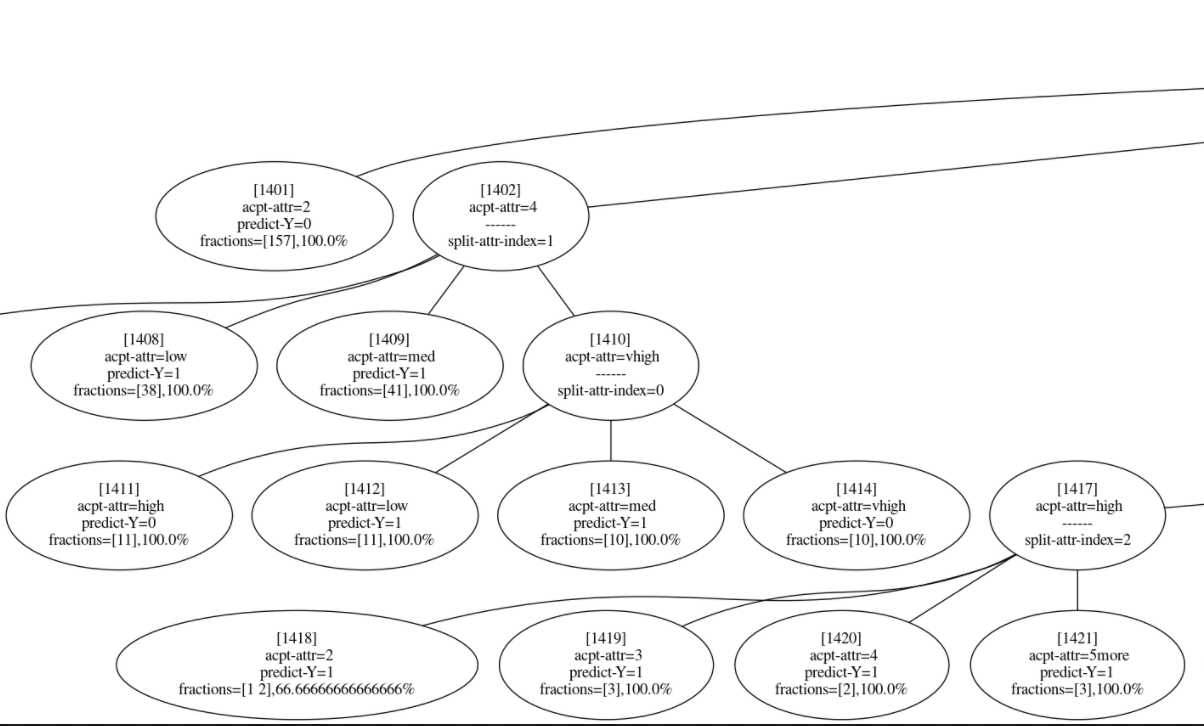 [1401]
acpt-attr=2
predict-Y=0
fractions=[157],100.0%
[1402]
acpt-attr=4
------
split-attr-index=1
[1408]
acpt-attr=low
predict-Y=1
fractions=[38],100.0%
[1409]
acpt-attr=med
predict-Y=1
fractions=[41],100.0%
[1410]
acpt-attr=vhigh
------
split-attr-index=0
[1411]
acpt-attr=high
predict-Y=0
fractions=[11],100.0%
[1412]
acpt-attr=low
predict-Y=1
fractions=[11],100.0%
[1413]
acpt-attr=med
predict-Y=1
fractions=[10],100.0%
[1414]
acpt-attr=vhigh
predict-Y=0
fractions=[10],100.0%
[1417]
acpt-attr=high
------
split-attr-index=2
[1418]
acpt-attr=2
predict-Y=1
fractions=[1 2],66.66666666666666%
[1419]
acpt-attr=3
predict-Y=1
fractions=[3],100.0%
[1420]
acpt-attr=4
predict-Y=1
fractions=[2],100.0%
[1421]
acpt-attr=5more
predict-Y=1
fractions=[3],100.0%